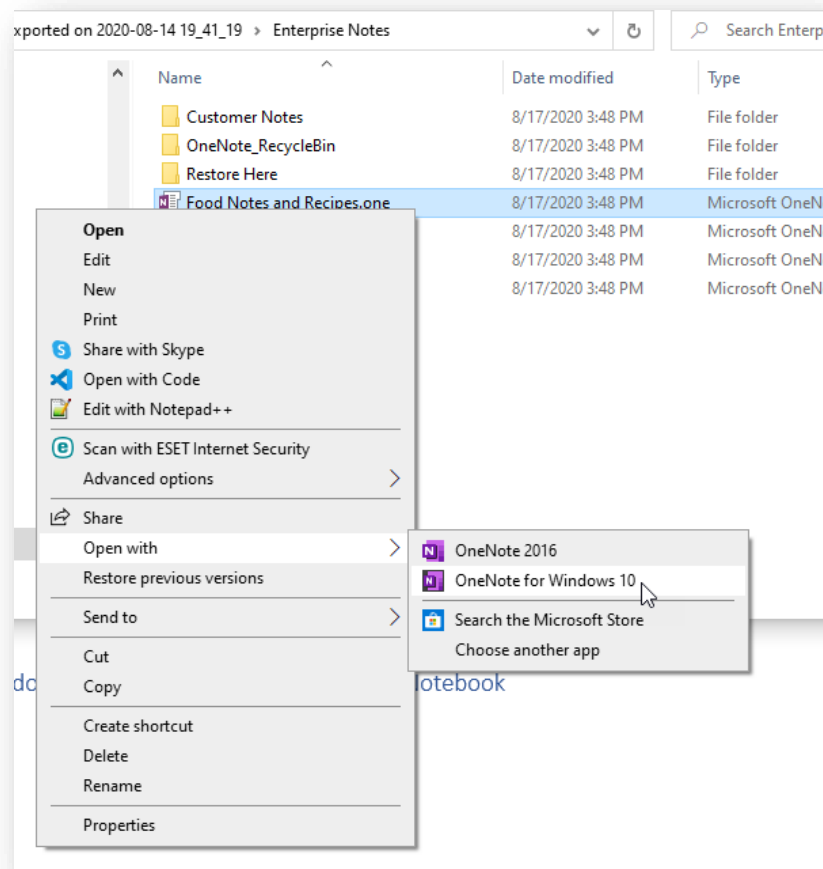 xported on 2020-08-14 19_41_19 > Enterprise Notes
Search Enterp
Name Date modified Type
Customer Notes 8/17/2020 3:48 PM File folder
OneNote_RecycleBin 8/17/2020 3:48 PM File folder
Restore Here 8/17/2020 3:48 PM File folder
Food Notes and Recipes.one 8/17/2020 3:48 PM Microsoft OneN
8/17/2020 3:48 PM Microsoft OneN
8/17/2020 3:48 PM Microsoft OneN
8/17/2020 3:48 PM Microsoft OneN
Open
Edit
New
Print
Share with Skype
Open with Code
Edit with Notepad++
Scan with ESET Internet Security
Advanced options
Share
Open with
Restore previous versions
Send to
Cut
Copy
Create shortcut
Delete
Rename
Properties
OneNote 2016
OneNote for Windows 10
Search the Microsoft Store
Choose another app
do
otebook